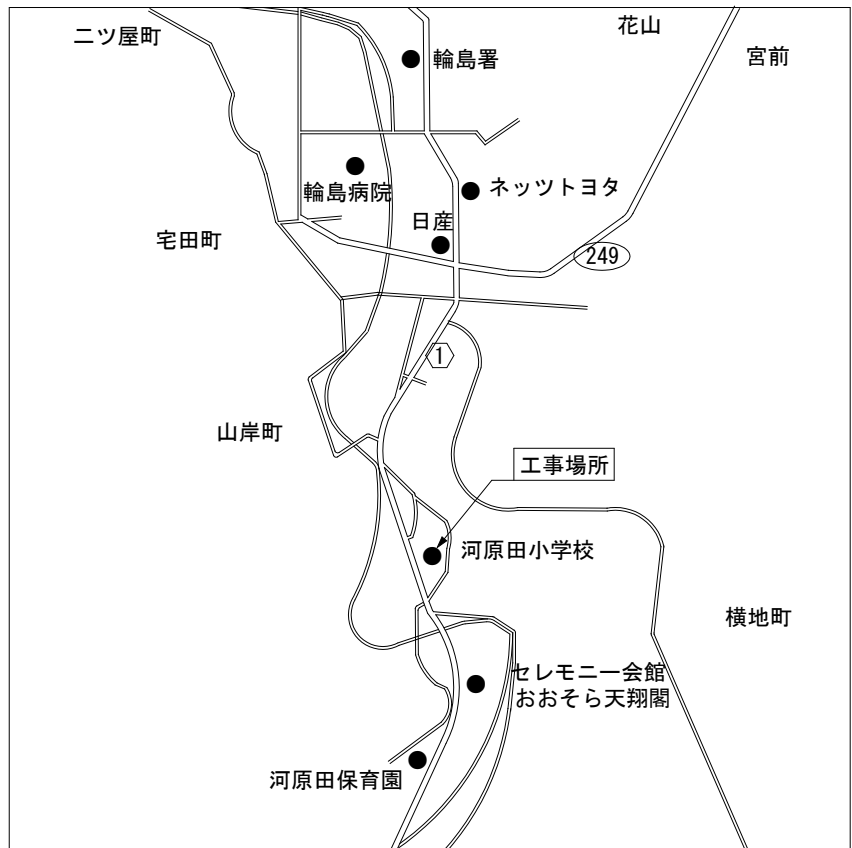 花山
二ツ屋町
輪島署
宮前
輪島病院
ネッツトヨタ
日産
宅田町
249
1
山岸町
工事場所
河原田小学校
横地町
セレモニー会館
おおそら天翔閣
河原田保育園